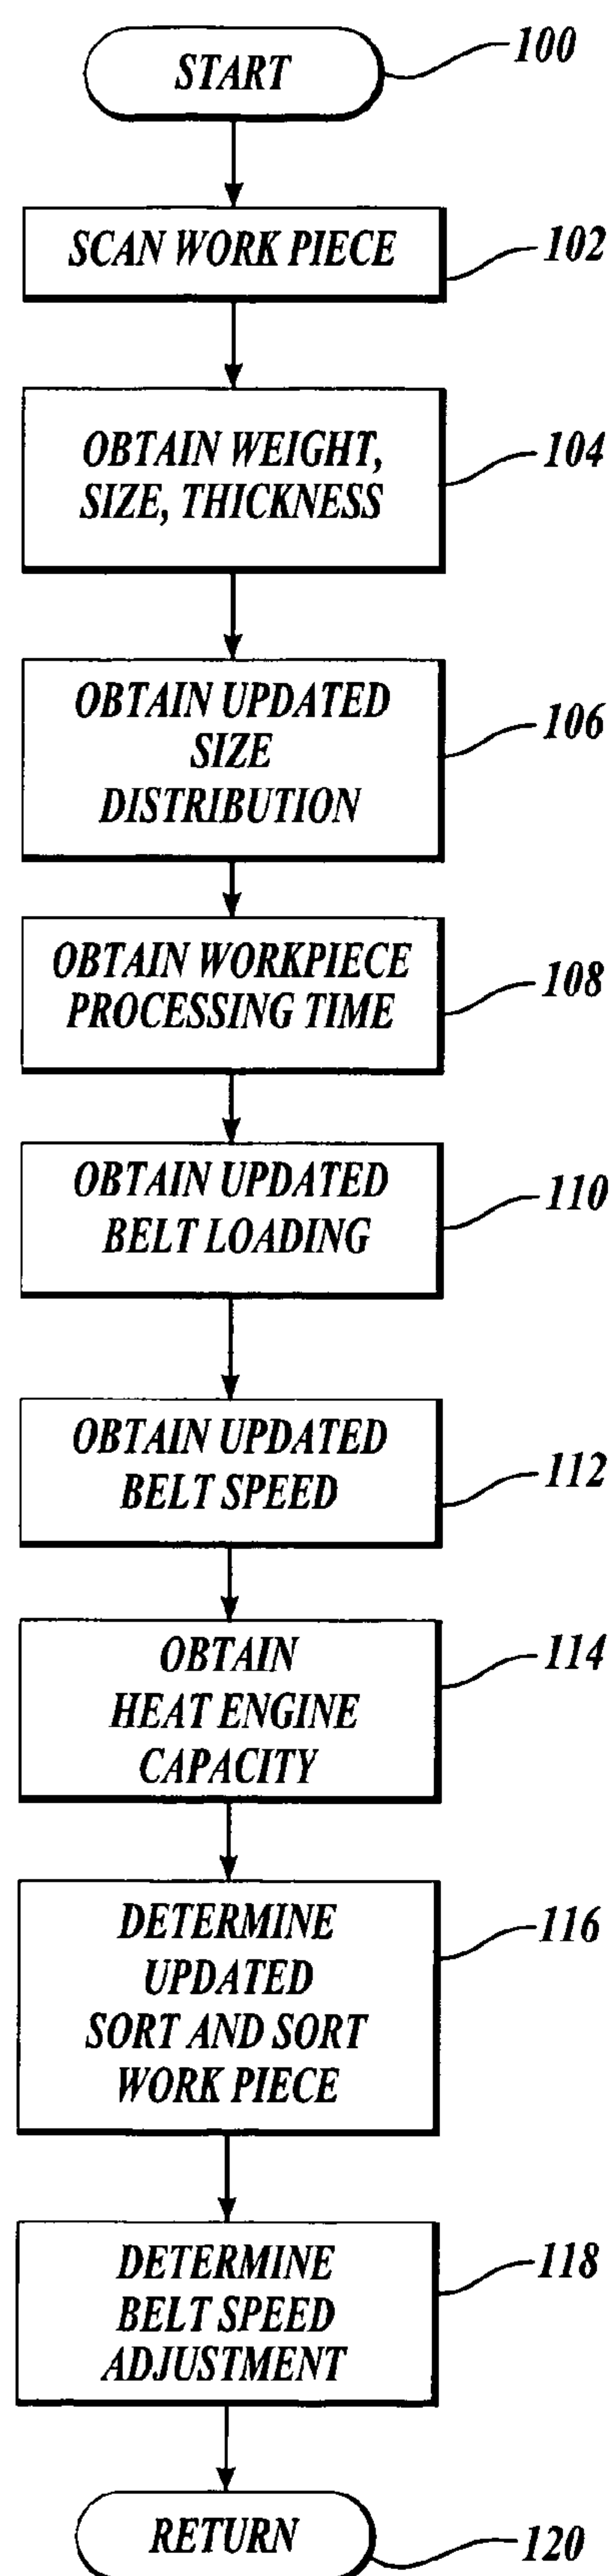 START
100
SCAN WORK PIECE
102
OBTAIN WEIGHT,
SIZE, THICKNESS
104
OBTAIN UPDATED
SIZE
DISTRIBUTION
106
OBTAIN WORKPIECE
PROCESSING TIME
108
OBTAIN UPDATED
BELT LOADING
110
OBTAIN UPDATED
BELT SPEED
112
OBTAIN
HEAT ENGINE
CAPACITY
114
DETERMINE
UPDATED
SORT AND SORT
WORK PIECE
116
DETERMINE
BELT SPEED
ADJUSTMENT
118
RETURN
120